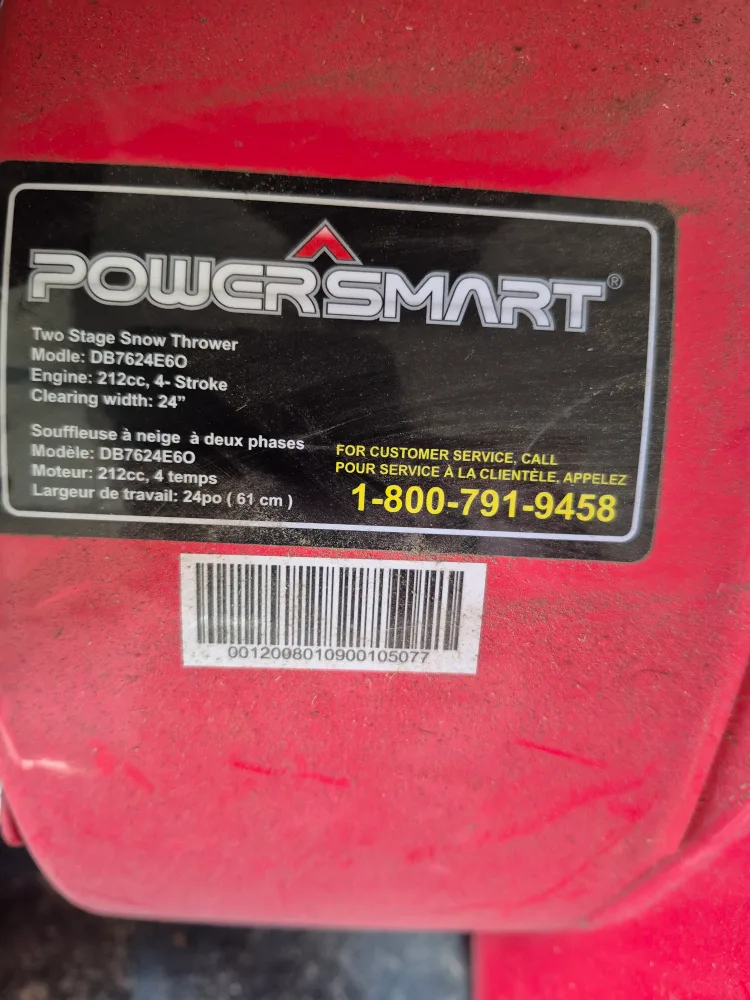 POWERSMART®
Two Stage Snow Thrower
Modle: DB7624E6O
Engine: 212cc, 4- Stroke
Clearing width: 24”
Souffleuse à neige à deux phases
Modèle: DB7624E6O
Moteur: 212cc, 4 temps
Largeur de travail: 24po ( 61 cm )
FOR CUSTOMER SERVICE, CALL
POUR SERVICE À LA CLIENTÈLE, APPELEZ
1-800-791-9458
0012008010900105077